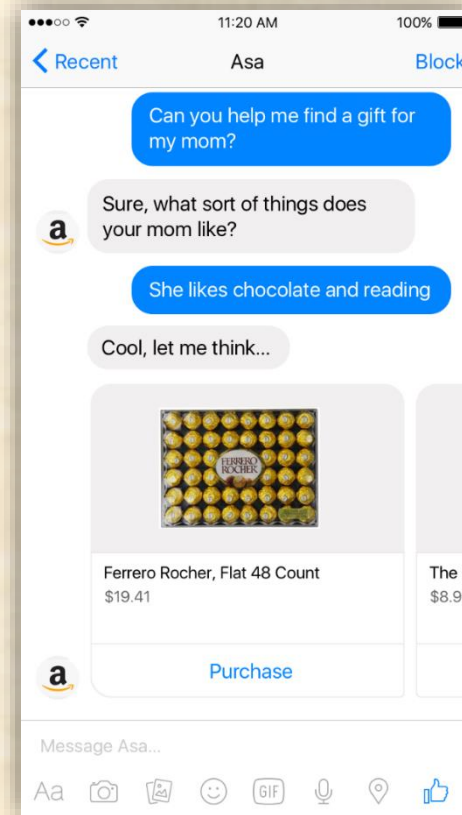 11:20 AM
100%
Recent
Asa
Block
Can you help me find a gift for
my mom?
Sure, what sort of things does
your mom like?
a
She likes chocolate and reading
Cool, let me think...
FERRERO
ROCHER
Ferrero Rocher, Flat 48 Count
$19.41
The
$8.9
Purchase
a
Message Asa...
Aa
GIF